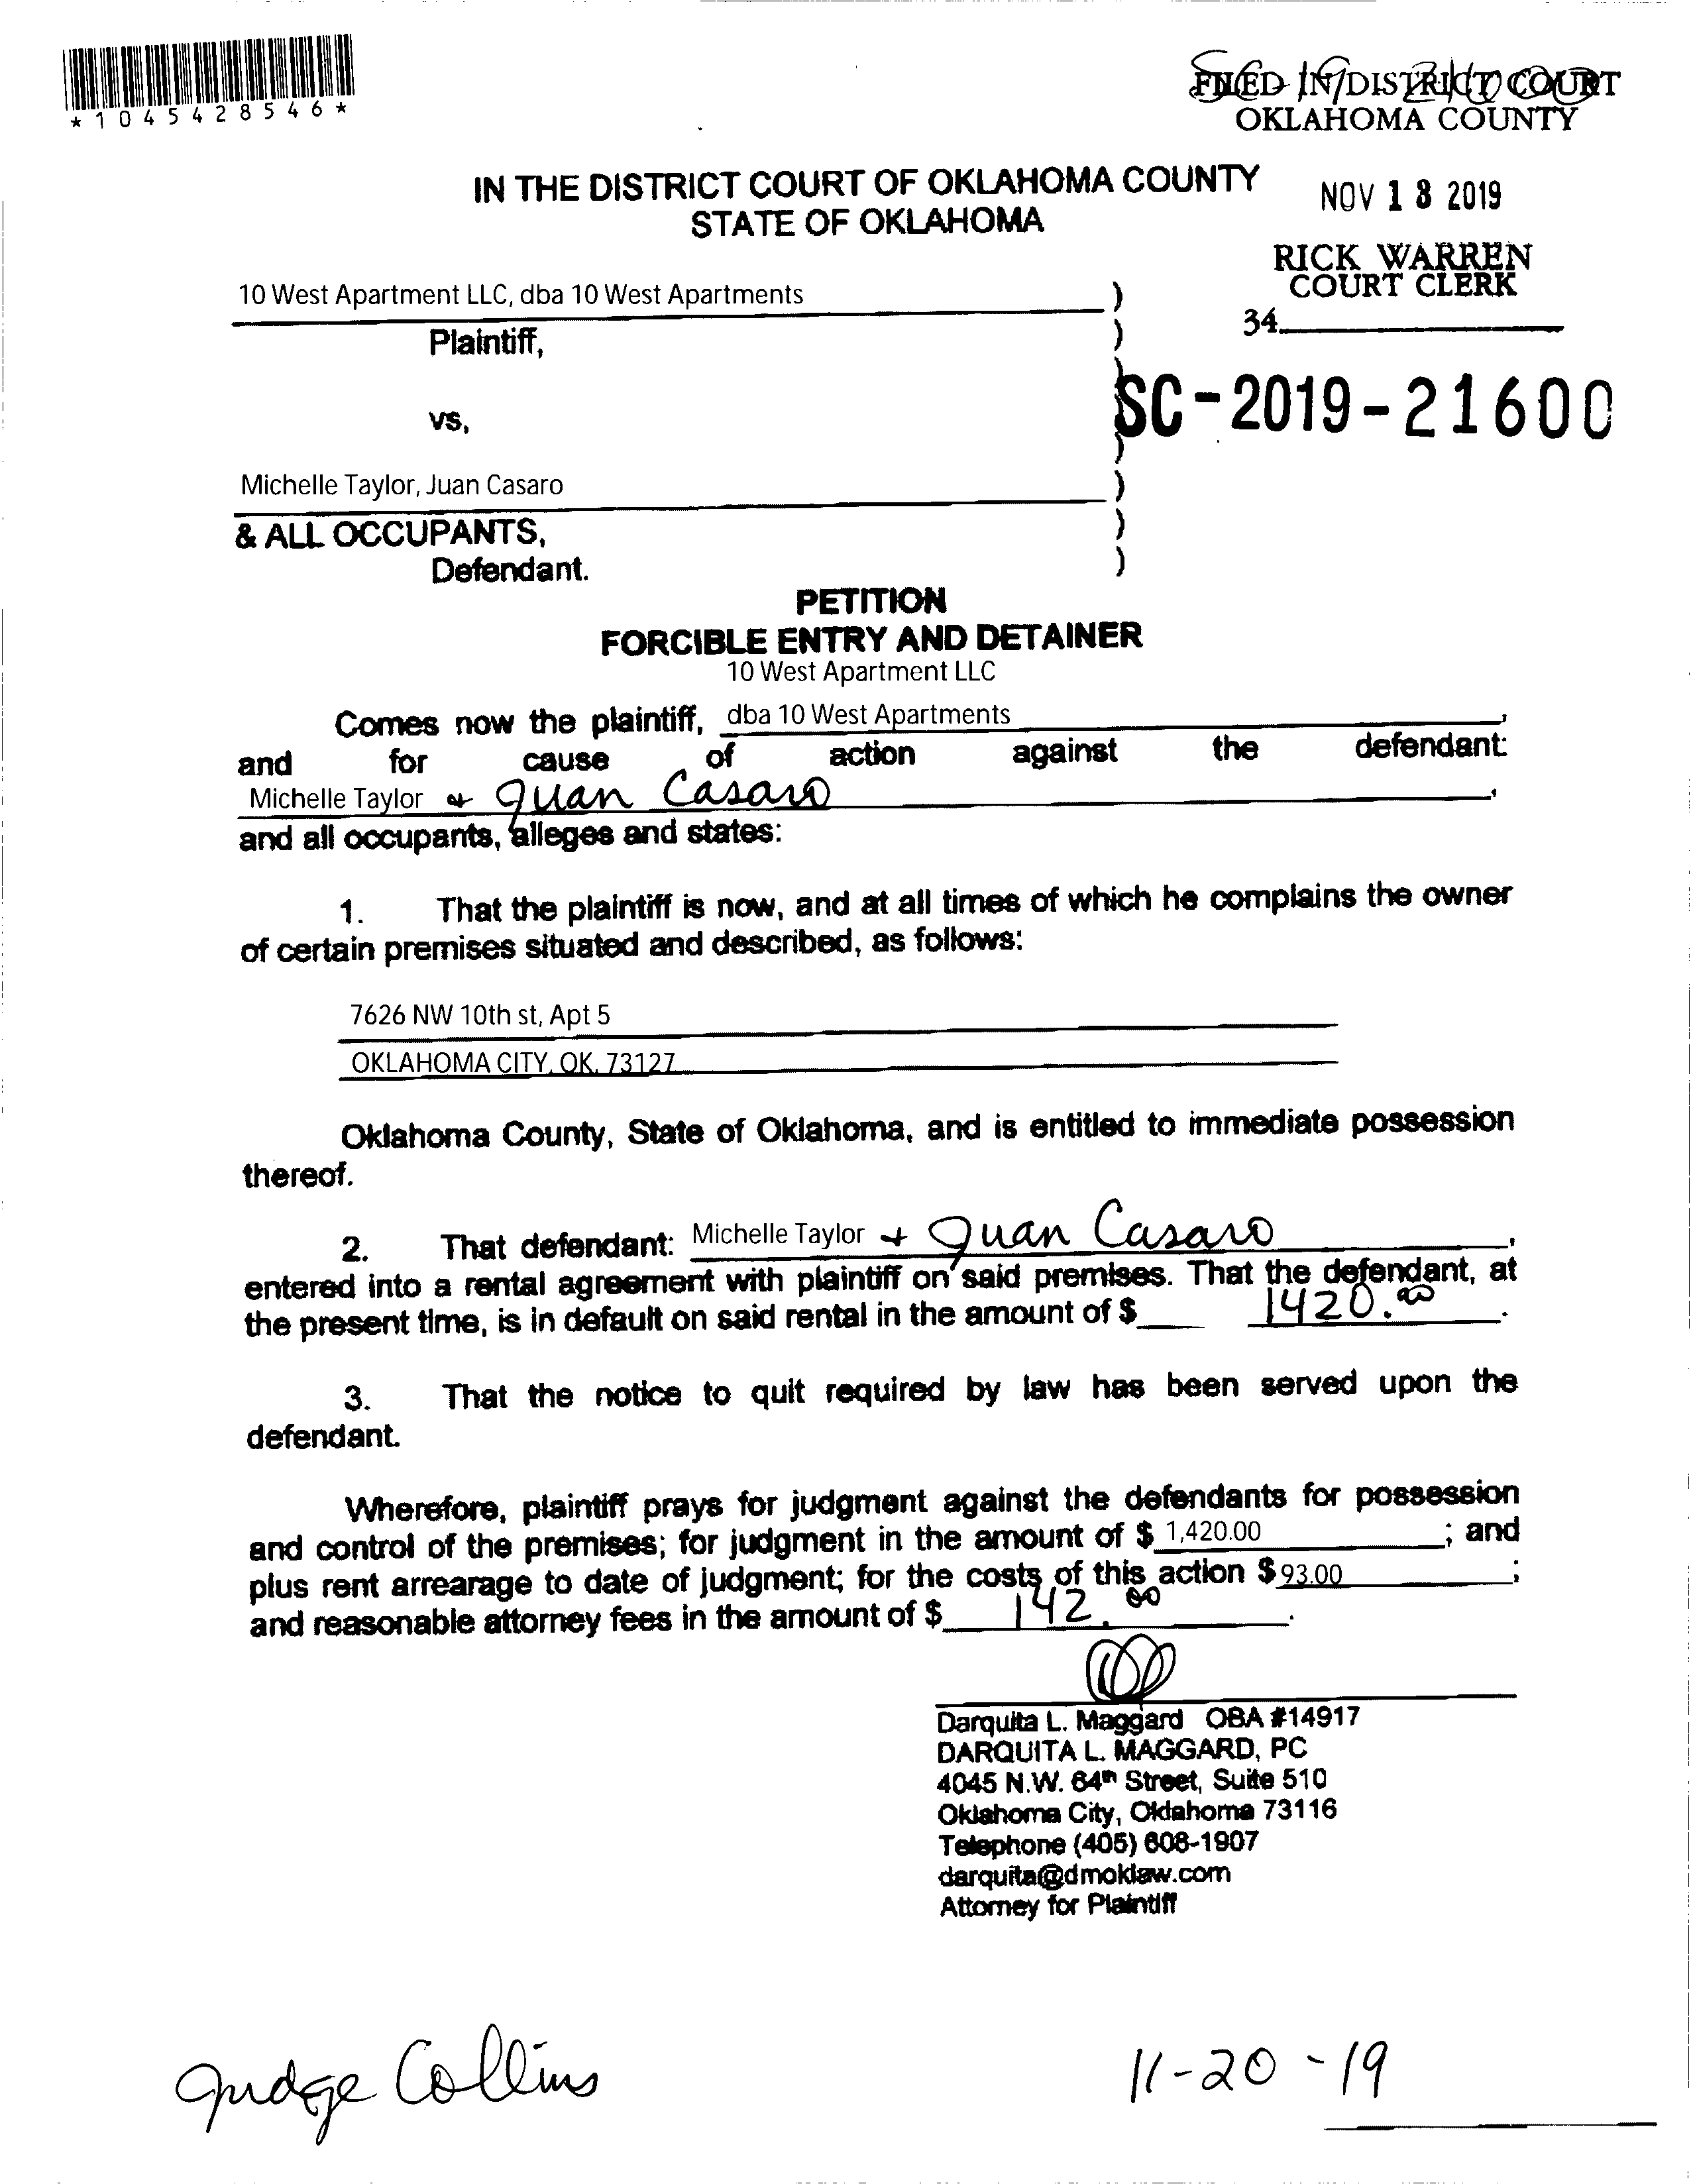 *1045428546*
FILED IN DISTRICT COURT
OKLAHOMA COUNTY
IN THE DISTRICT COURT OF OKLAHOMA COUNTY
STATE OF OKLAHOMA
NOV 18 2019
RICK WARREN
COURT CLERK
34
10 West Apartment LLC, dba 10 West Apartments )
Plaintiff, )
SC-2019-21600
vs,
Michelle Taylor, Juan Casaro )
& ALL OCCUPANTS, )
Defendant. )
PETITION
FORCIBLE ENTRY AND DETAINER
10 West Apartment LLC
Comes now the plaintiff, dba 10 West Apartments,
and for cause of action against the defendant:
Michelle Taylor & Juan Casaro,
and all occupants, alleges and states:
1. That the plaintiff is now, and at all times of which he complains the owner
of certain premises situated and described, as follows:
7626 NW 10th st, Apt 5
OKLAHOMA CITY, OK, 73127
Oklahoma County, State of Oklahoma, and is entitled to immediate possession
thereof.
2. That defendant: Michelle Taylor + Juan Casaro,
entered into a rental agreement with plaintiff on said premises. That the defendant, at
the present time, is in default on said rental in the amount of $ 1420.00.
3. That the notice to quit required by law has been served upon the
defendant.
Wherefore, plaintiff prays for judgment against the defendants for possession
and control of the premises; for judgment in the amount of $ 1,420.00; and
plus rent arrearage to date of judgment; for the costs of this action $ 93.00;
and reasonable attorney fees in the amount of $ 142.00.
Darquita L. Maggard OBA #14917
DARQUITA L. MAGGARD, PC
4045 N.W. 64th Street, Suite 510
Oklahoma City, Oklahoma 73116
Telephone (405) 608-1907
darquita@dmoklaw.com
Attorney for Plaintiff
Judge Collins 11-20-19